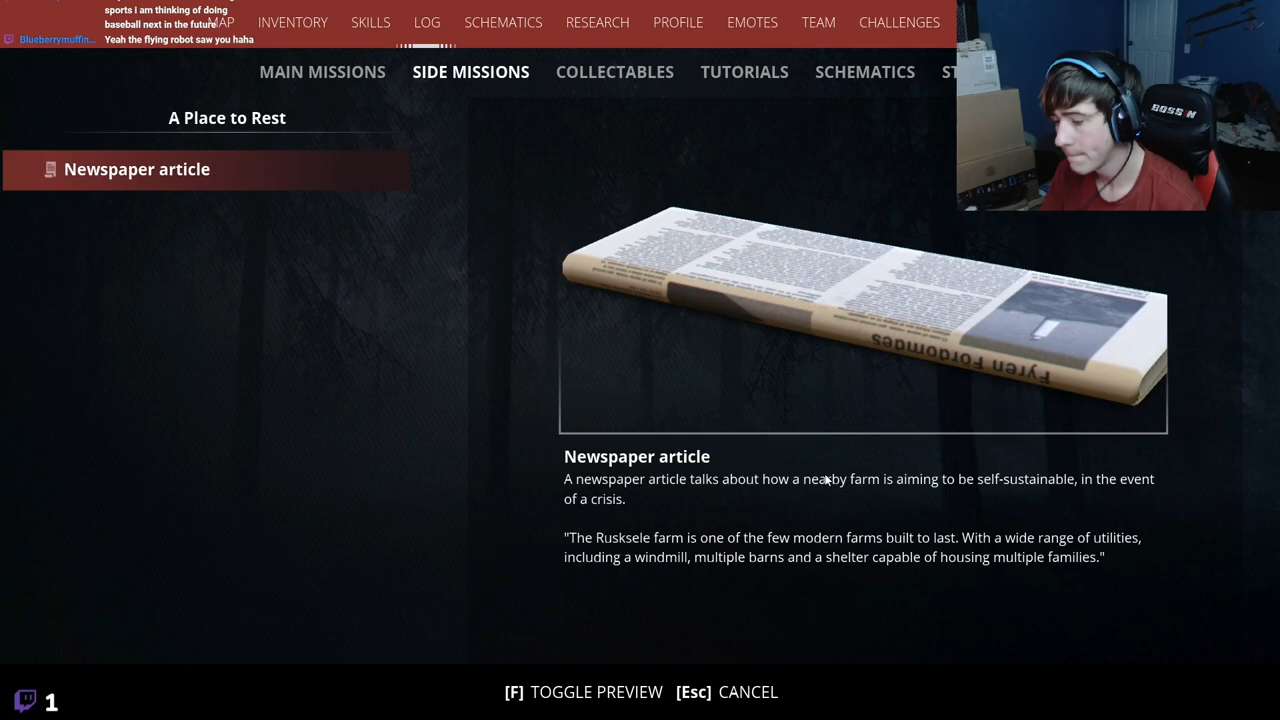 sports i am thinking of doing
baseball next in the future
Blueberrymuffin... Yeah the flying robot saw you haha
MAP INVENTORY SKILLS LOG SCHEMATICS RESEARCH PROFILE EMOTES TEAM CHALLENGES
MAIN MISSIONS SIDE MISSIONS COLLECTABLES TUTORIALS SCHEMATICS ST
A Place to Rest
Newspaper article
BOSSIN
Fyren Fordomdes
Newspaper article
A newspaper article talks about how a nearby farm is aiming to be self-sustainable, in the event
of a crisis.
"The Rusksele farm is one of the few modern farms built to last. With a wide range of utilities,
including a windmill, multiple barns and a shelter capable of housing multiple families."
1
[F] TOGGLE PREVIEW [Esc] CANCEL